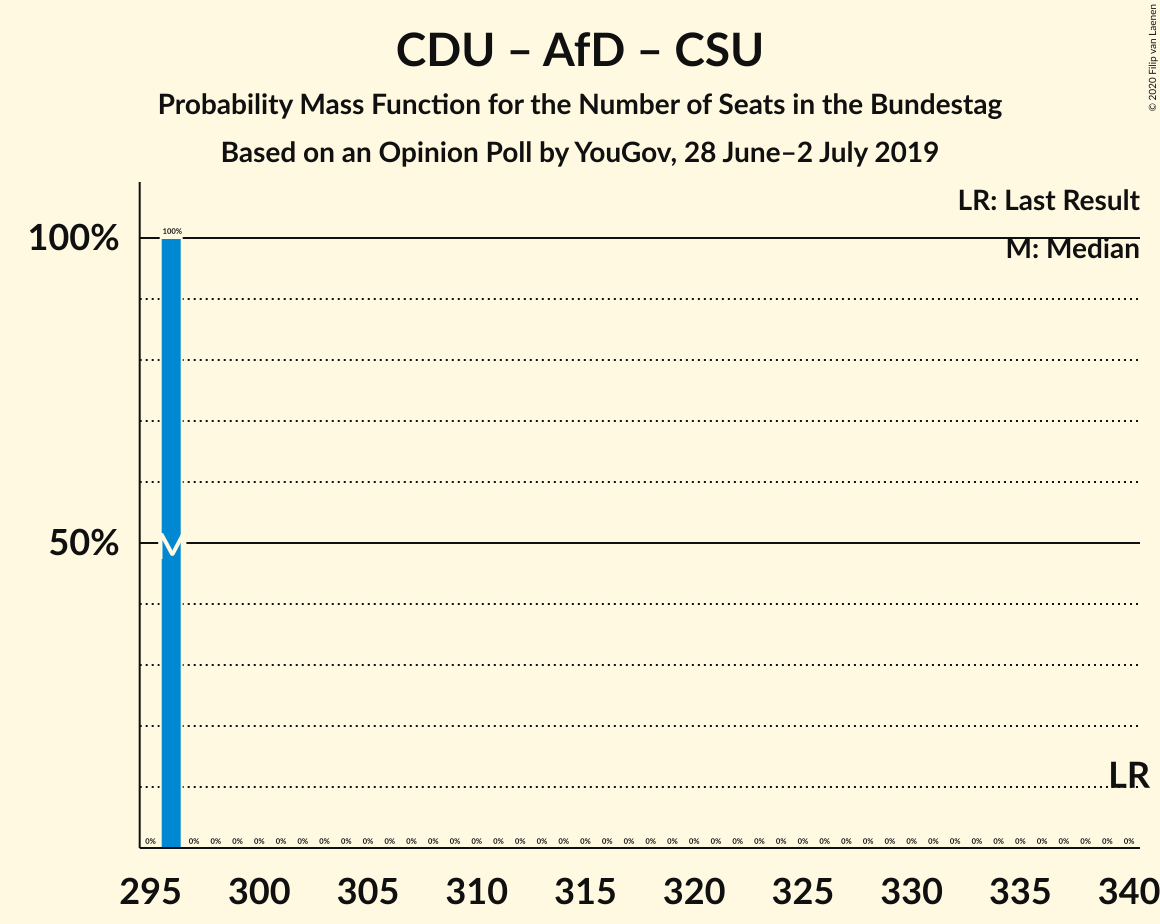 © 2020 Filip van Laenen
CDU – AfD – CSU
Probability Mass Function for the Number of Seats in the Bundestag
Based on an Opinion Poll by YouGov, 28 June–2 July 2019
LR: Last Result
M: Median
100%
100%
50%
M
LR
0% 0% 0% 0% 0% 0% 0% 0% 0% 0% 0% 0% 0% 0% 0% 0% 0% 0% 0% 0% 0% 0% 0% 0% 0% 0% 0% 0% 0% 0% 0% 0% 0% 0% 0% 0% 0% 0% 0% 0% 0% 0% 0% 0% 0%
295 300 305 310 315 320 325 330 335 340